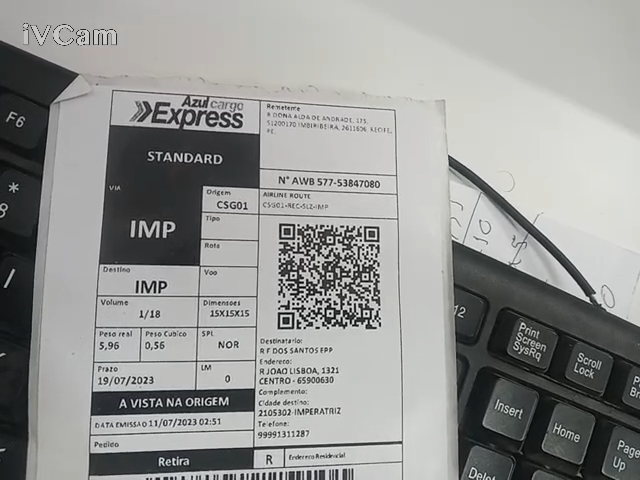 iVCam
F6
*
8
/
Azul cargo
Express
STANDARD
VIA
IMP
Remetente
R DONA ALDA DE ANDRADE, 175,
51200170 IMBIRIBEIRA, 2611606, RECIFE,
PE,
N° AWB 577-53847080
Origem
CSG01
AIRLINE ROUTE
CSG01-REC-SLZ-IMP
Tipo
Rota
Destino
IMP
Voo
Volume
1/18
Dimensoes
15X15X15
Peso real
5,96
Peso Cubico
0,56
SPL
NOR
Prazo
19/07/2023
LM
0
A VISTA NA ORIGEM
DATA EMISSAO 11/07/2023 02:51
Pedido
Retira
Destinatario:
R F DOS SANTOS EPP
Endereco:
R JOAO LISBOA, 1321
CENTRO - 65900630
Complemento:
Cidade destino:
2105302-IMPERATRIZ
Telefone:
99991311287
R
Endereco Residencial
12
Print
Screen
SysRq
Scroll
Lock
Insert
Home
Page
Up
Delet